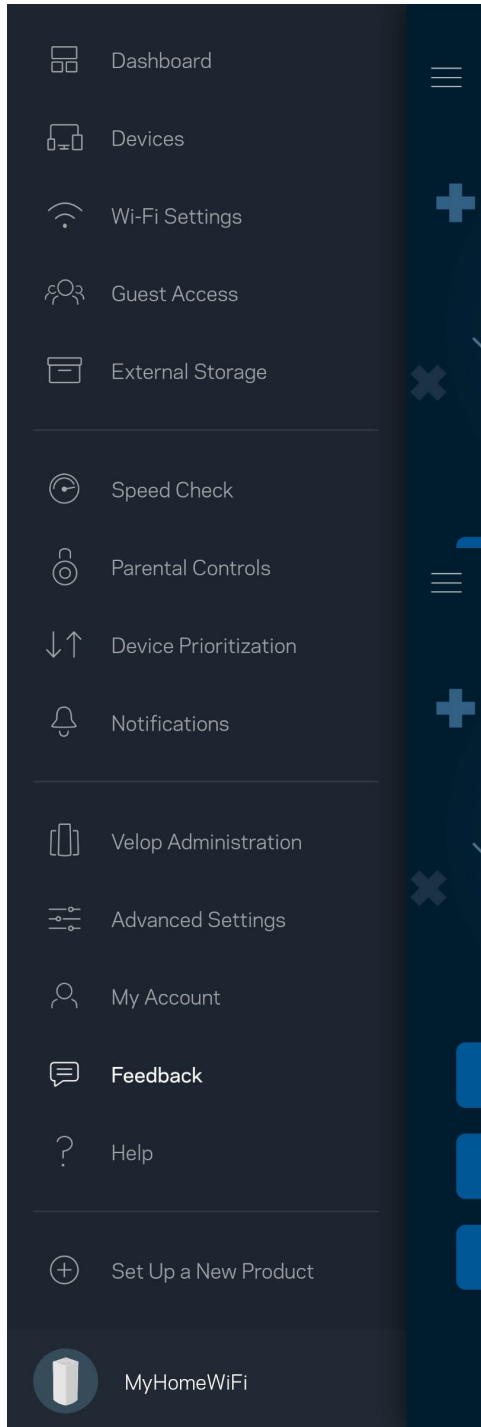 Dashboard
Devices
Wi-Fi Settings
Guest Access
External Storage
Speed Check
Parental Controls
Device Prioritization
Notifications
Velop Administration
Advanced Settings
My Account
Feedback
Help
Set Up a New Product
MyHomeWiFi